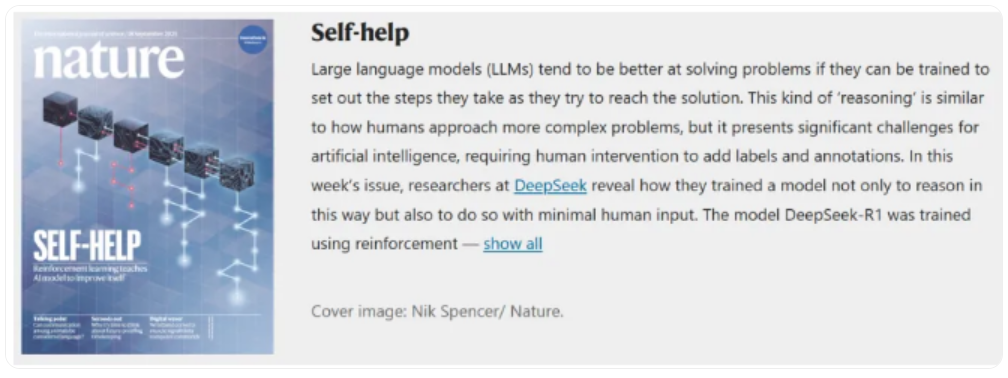 nature
SELF-HELP
Reinforcement learning teaches
AI model to improve itself
Self-help
Large language models (LLMs) tend to be better at solving problems if they can be trained to
set out the steps they take as they try to reach the solution. This kind of ‘reasoning’ is similar
to how humans approach more complex problems, but it presents significant challenges for
artificial intelligence, requiring human intervention to add labels and annotations. In this
week’s issue, researchers at DeepSeek reveal how they trained a model not only to reason in
this way but also to do so with minimal human input. The model DeepSeek-R1 was trained
using reinforcement — show all
Cover image: Nik Spencer/ Nature.